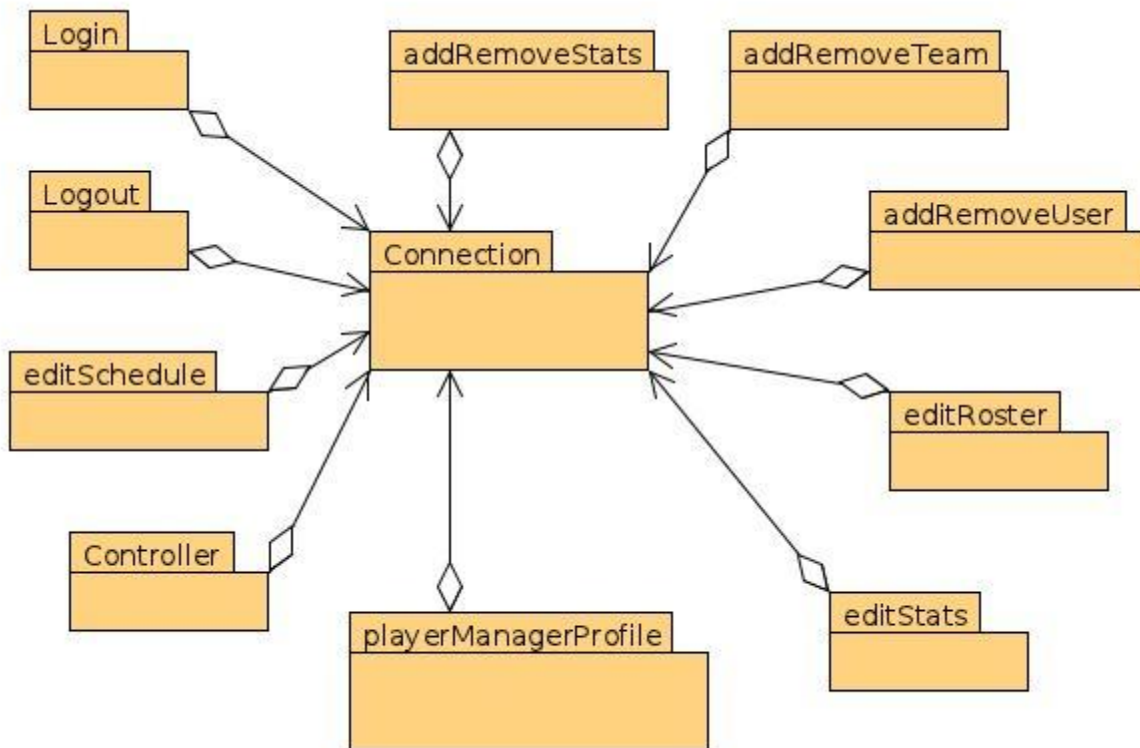 Login
addRemoveStats
addRemoveTeam
Logout
addRemoveUser
Connection
editSchedule
editRoster
Controller
editStats
playerManagerProfile